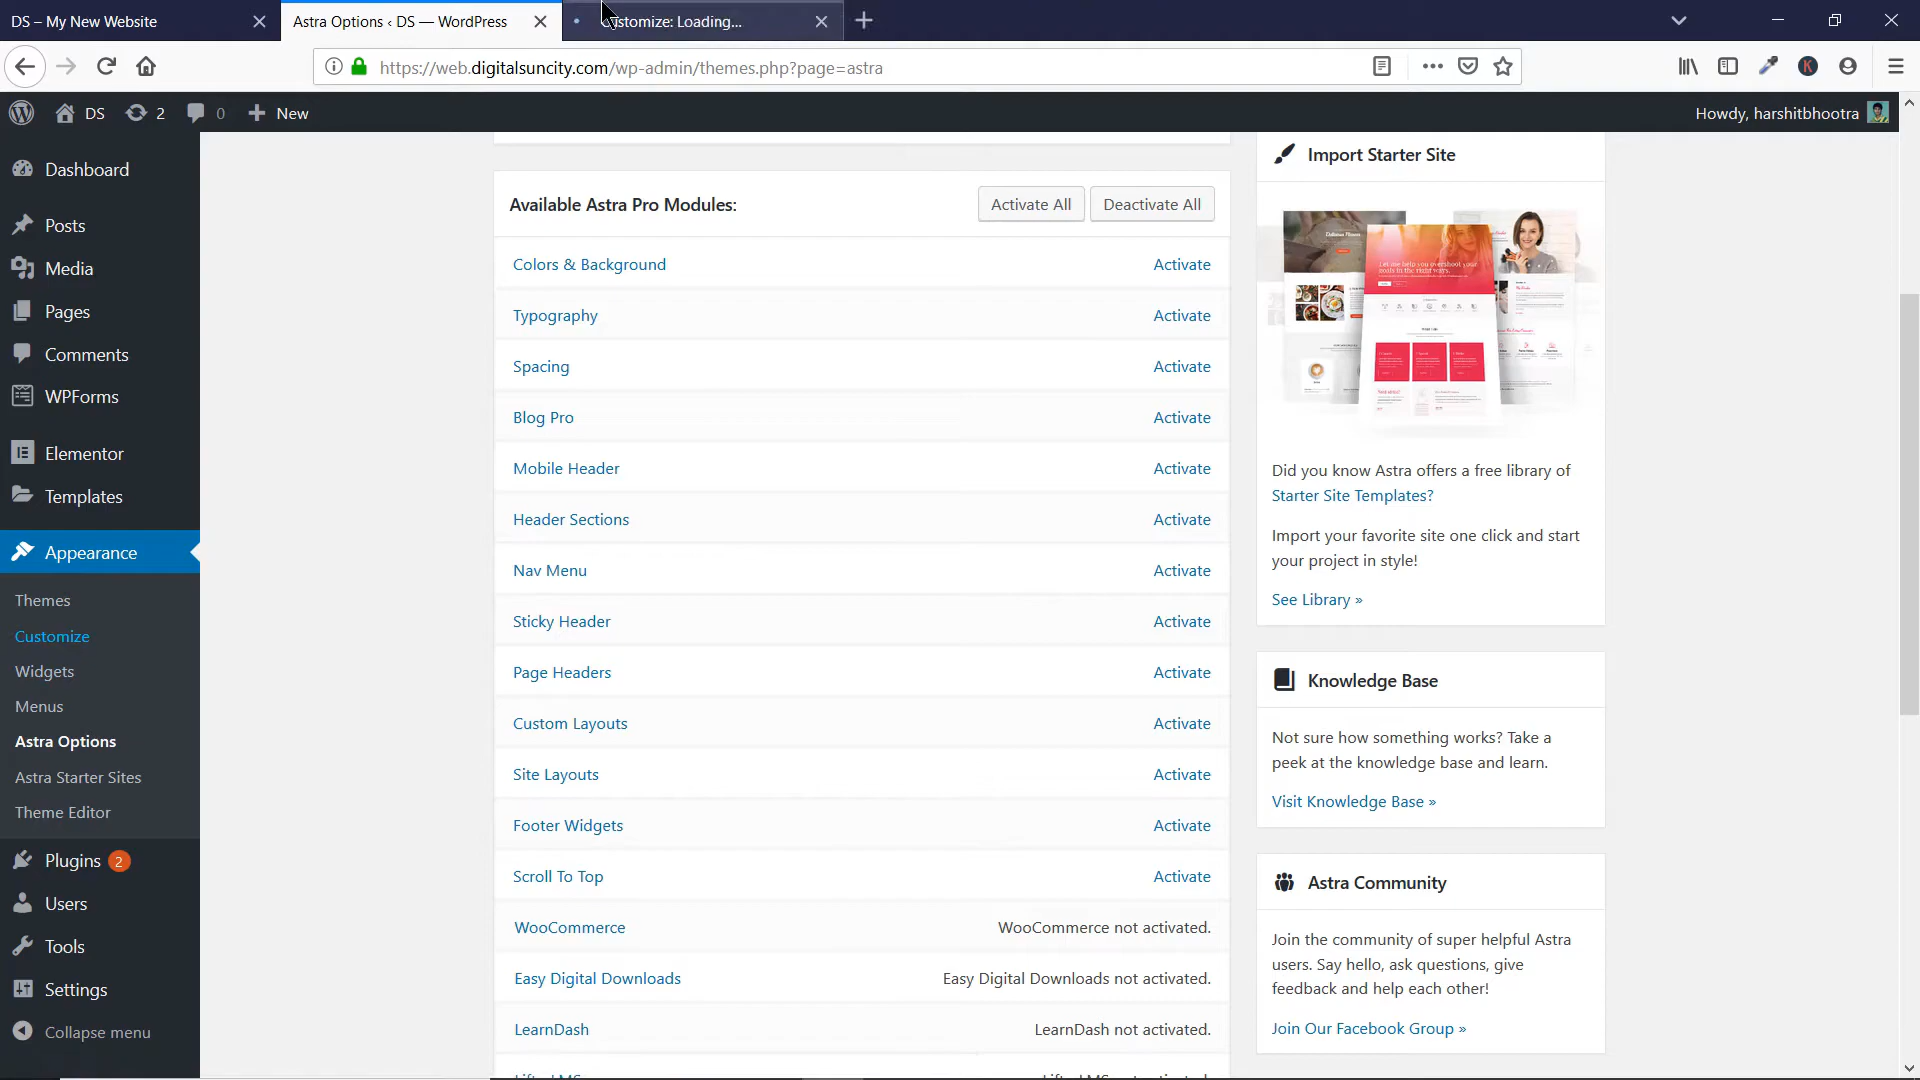 DS – My New Website
Astra Options ‹ DS — WordPress
Customize: Loading...
https://web.digitalsuncity.com/wp-admin/themes.php?page=astra
DS
2
0
New
Howdy, harshitbhootra
Dashboard
Posts
Media
Pages
Comments
WPForms
Elementor
Templates
Appearance
Themes
Customize
Widgets
Menus
Astra Options
Astra Starter Sites
Theme Editor
Plugins 2
Users
Tools
Settings
Collapse menu
Available Astra Pro Modules:
Activate All
Deactivate All
Colors & Background Activate
Typography Activate
Spacing Activate
Blog Pro Activate
Mobile Header Activate
Header Sections Activate
Nav Menu Activate
Sticky Header Activate
Page Headers Activate
Custom Layouts Activate
Site Layouts Activate
Footer Widgets Activate
Scroll To Top Activate
WooCommerce WooCommerce not activated.
Easy Digital Downloads Easy Digital Downloads not activated.
LearnDash LearnDash not activated.
Import Starter Site
Did you know Astra offers a free library of
Starter Site Templates?
Import your favorite site one click and start
your project in style!
See Library »
Knowledge Base
Not sure how something works? Take a
peek at the knowledge base and learn.
Visit Knowledge Base »
Astra Community
Join the community of super helpful Astra
users. Say hello, ask questions, give
feedback and help each other!
Join Our Facebook Group »